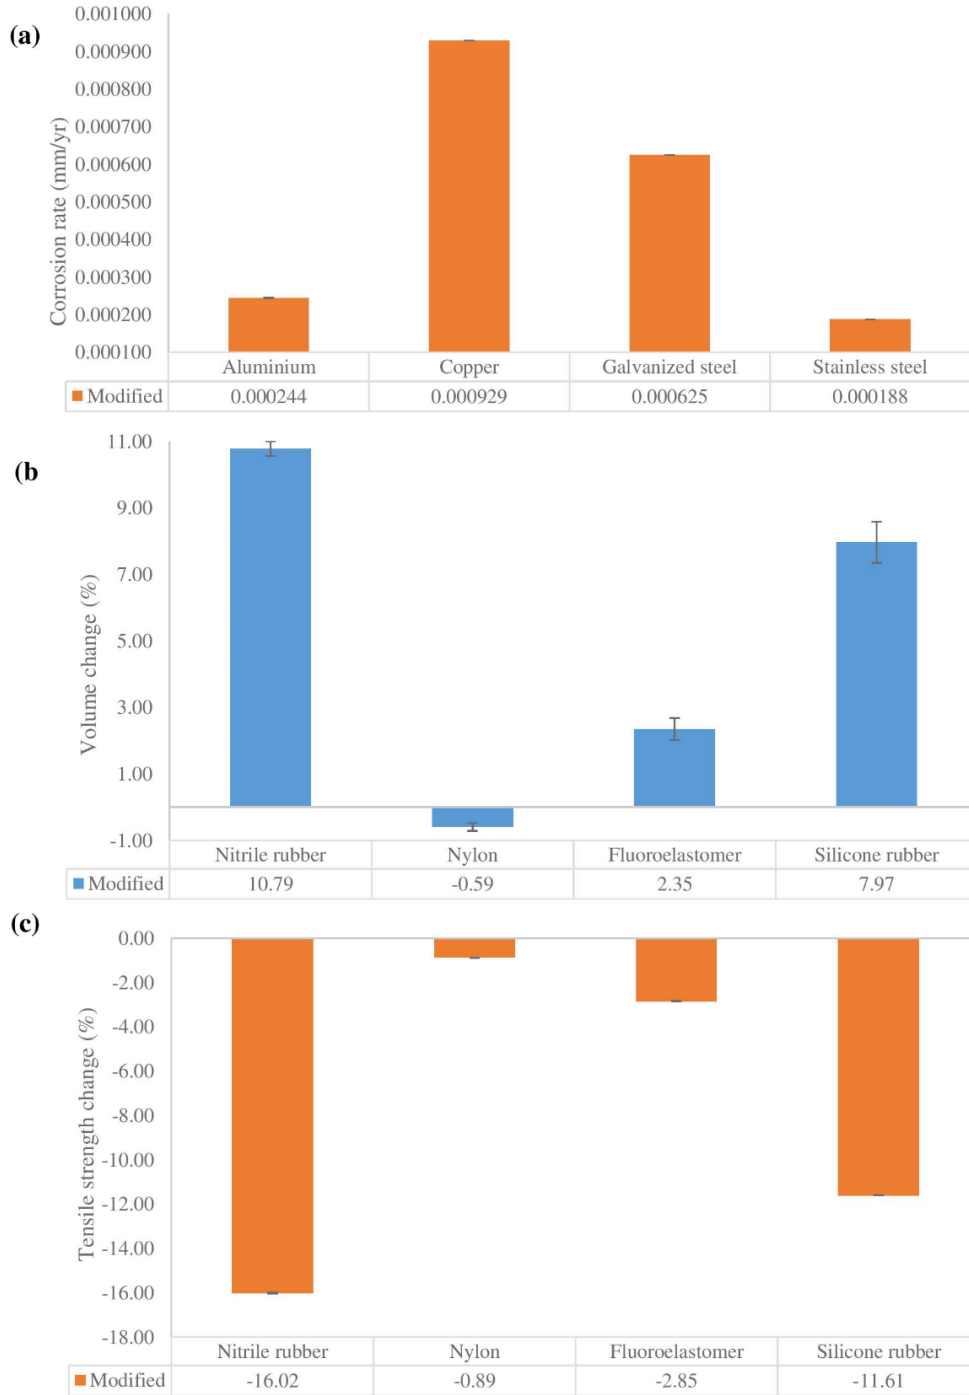 (a)
Corrosion rate (mm/yr)
0.001000
0.000900
0.000800
0.000700
0.000600
0.000500
0.000400
0.000300
0.000200
0.000100
Aluminium Copper Galvanized steel Stainless steel
Modified 0.000244 0.000929 0.000625 0.000188
(b
Volume change (%)
11.00
9.00
7.00
5.00
3.00
1.00
-1.00
Nitrile rubber Nylon Fluoroelastomer Silicone rubber
Modified 10.79 -0.59 2.35 7.97
(c)
Tensile strength change (%)
0.00
-2.00
-4.00
-6.00
-8.00
-10.00
-12.00
-14.00
-16.00
-18.00
Nitrile rubber Nylon Fluoroelastomer Silicone rubber
Modified -16.02 -0.89 -2.85 -11.61